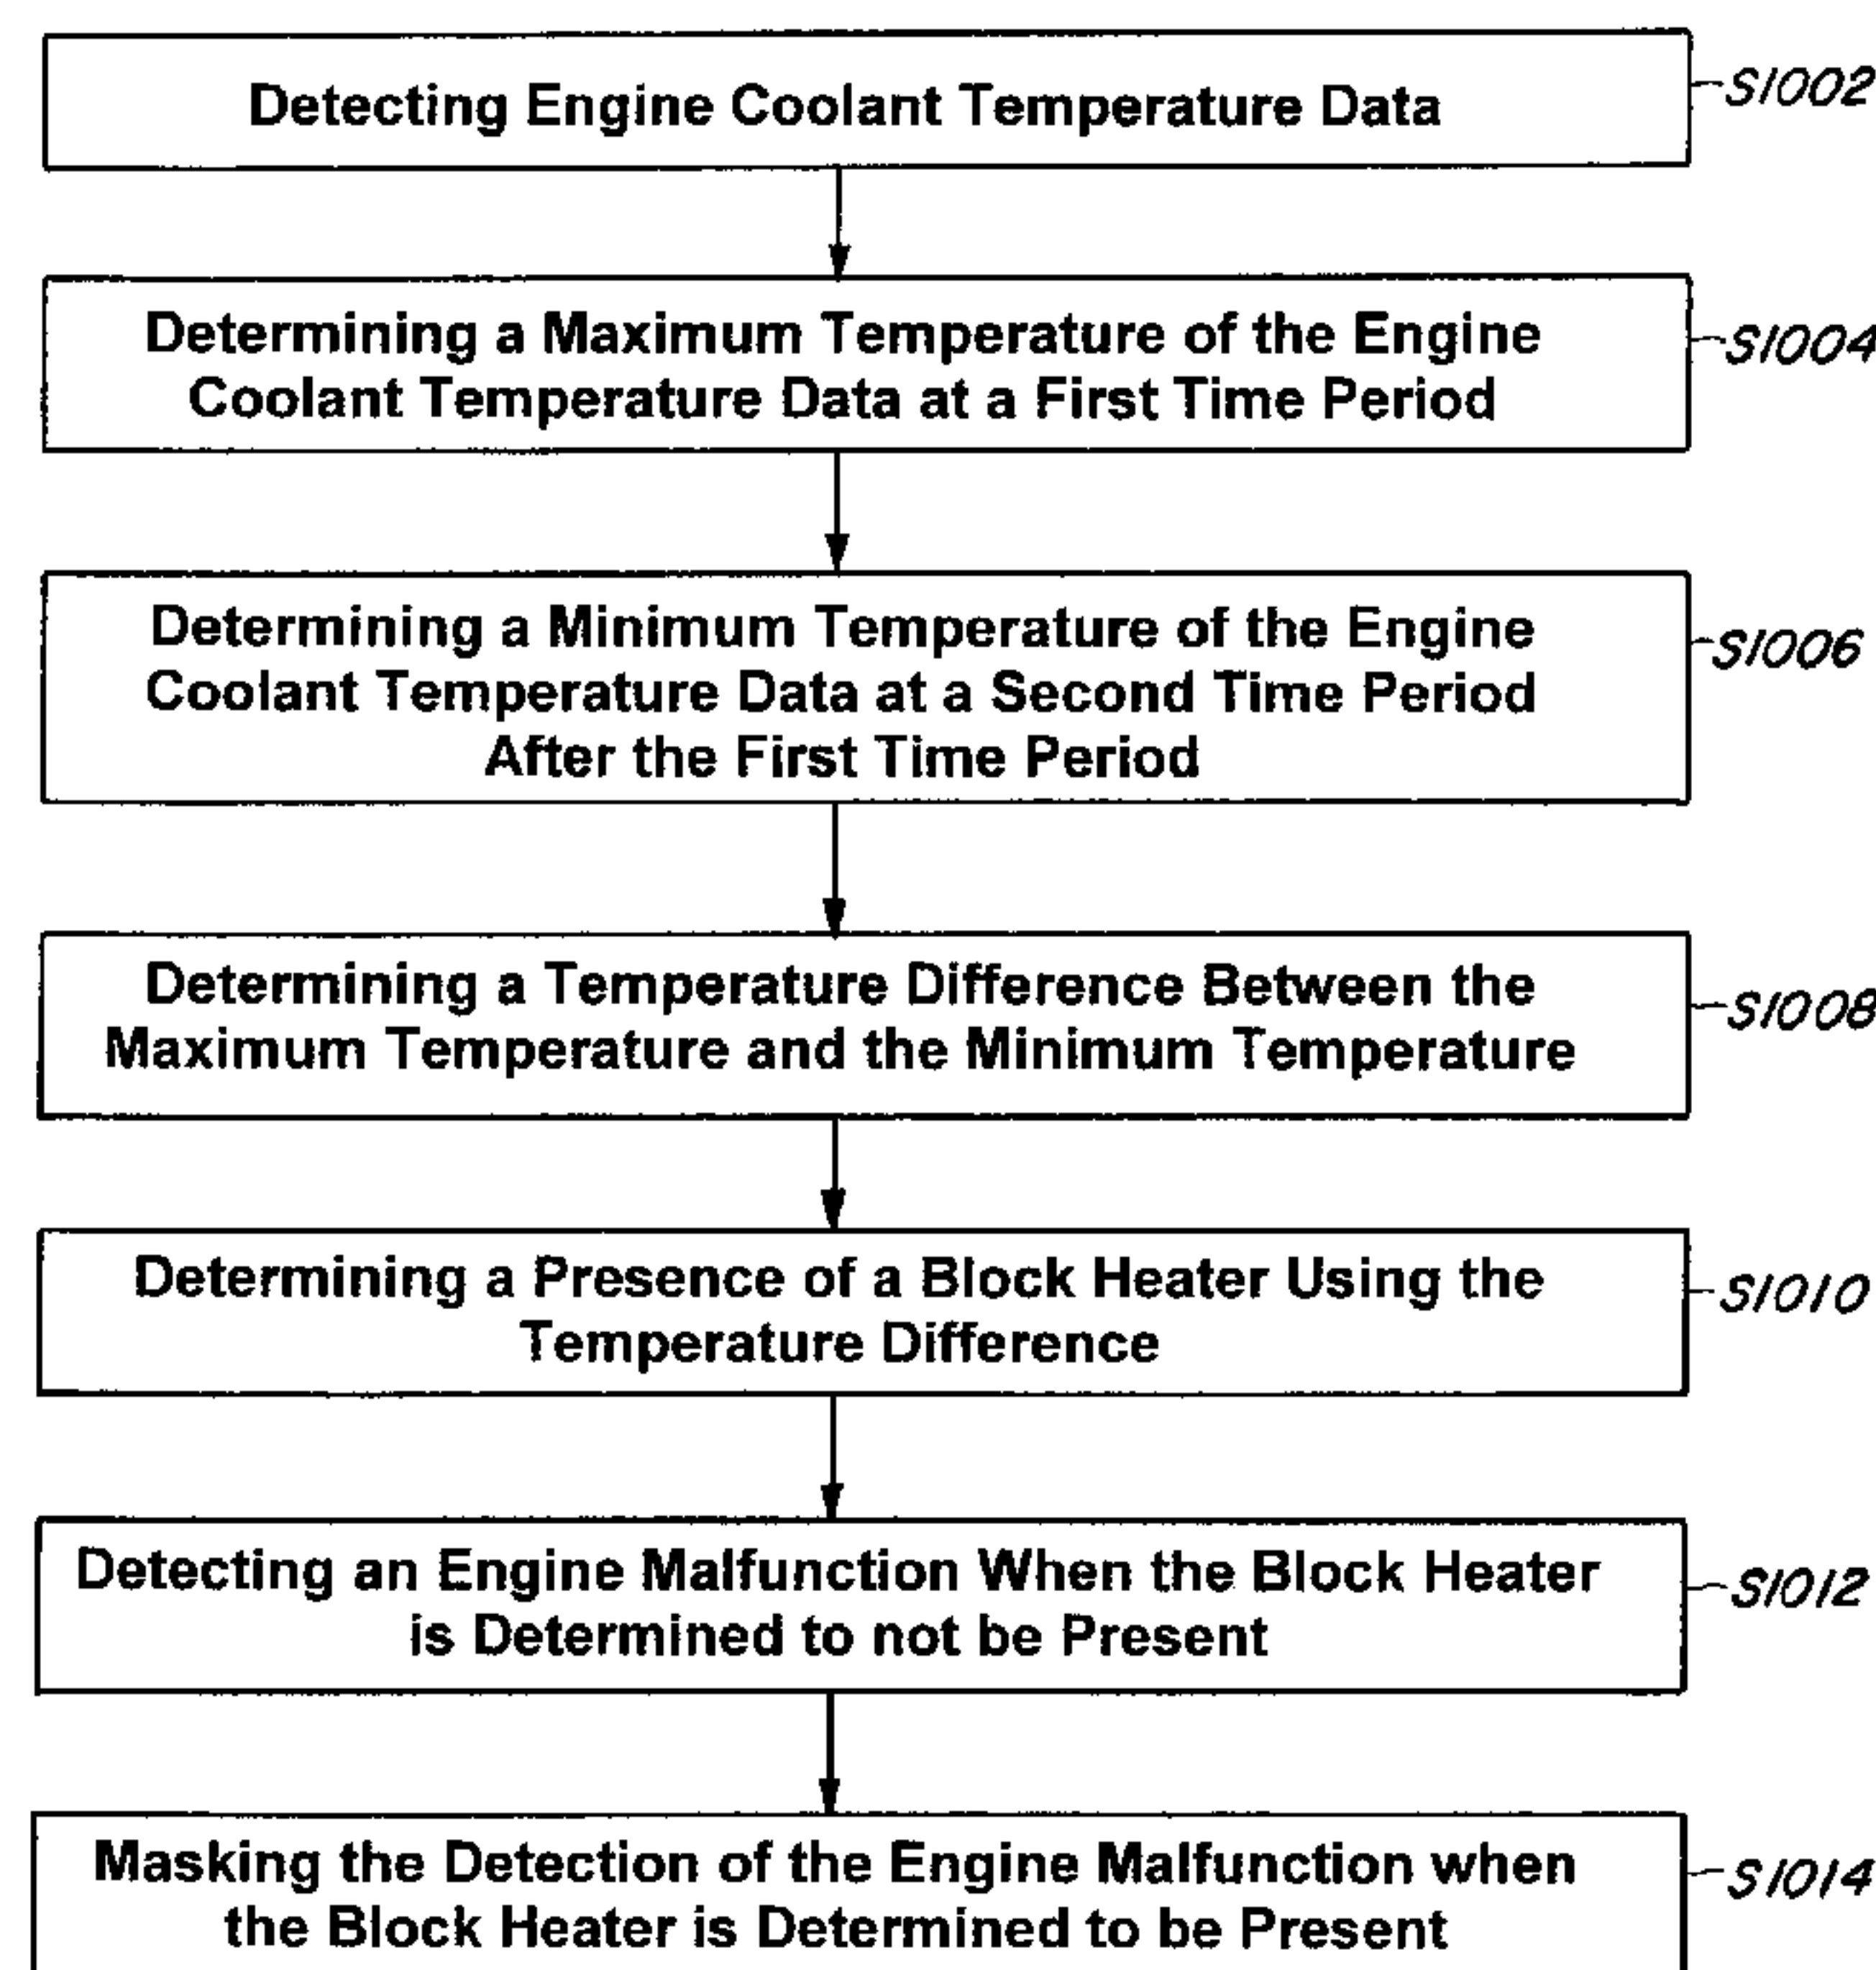 Detecting Engine Coolant Temperature Data
S1002
Determining a Maximum Temperature of the Engine
Coolant Temperature Data at a First Time Period
S1004
Determining a Minimum Temperature of the Engine
Coolant Temperature Data at a Second Time Period
After the First Time Period
S1006
Determining a Temperature Difference Between the
Maximum Temperature and the Minimum Temperature
S1008
Determining a Presence of a Block Heater Using the
Temperature Difference
S1010
Detecting an Engine Malfunction When the Block Heater
is Determined to not be Present
S1012
Masking the Detection of the Engine Malfunction when
the Block Heater is Determined to be Present
S1014